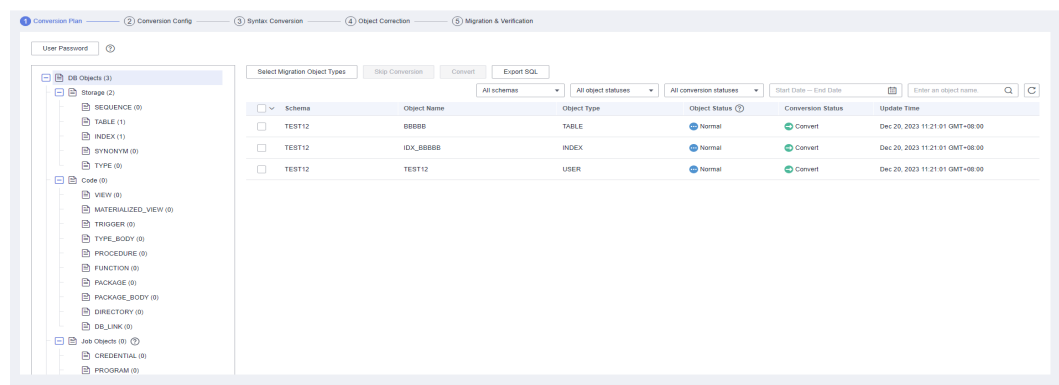 1 Conversion Plan 2 Conversion Config 3 Syntax Conversion 4 Object Correction 5 Migration & Verification
User Password ?
DB Objects (3)
Storage (2)
SEQUENCE (0)
TABLE (1)
INDEX (1)
SYNONYM (0)
TYPE (0)
Code (0)
VIEW (0)
MATERIALIZED_VIEW (0)
TRIGGER (0)
TYPE_BODY (0)
PROCEDURE (0)
FUNCTION (0)
PACKAGE (0)
PACKAGE_BODY (0)
DIRECTORY (0)
DB_LINK (0)
Job Objects (0) ?
CREDENTIAL (0)
PROGRAM (0)
Select Migration Object Types Skip Conversion Convert Export SQL
All schemas All object statuses All conversion statuses Start Date — End Date Enter an object name.
Schema Object Name Object Type Object Status ? Conversion Status Update Time
TEST12 BBBBB TABLE Normal Convert Dec 20, 2023 11:21:01 GMT+08:00
TEST12 IDX_BBBBB INDEX Normal Convert Dec 20, 2023 11:21:01 GMT+08:00
TEST12 TEST12 USER Normal Convert Dec 20, 2023 11:21:01 GMT+08:00